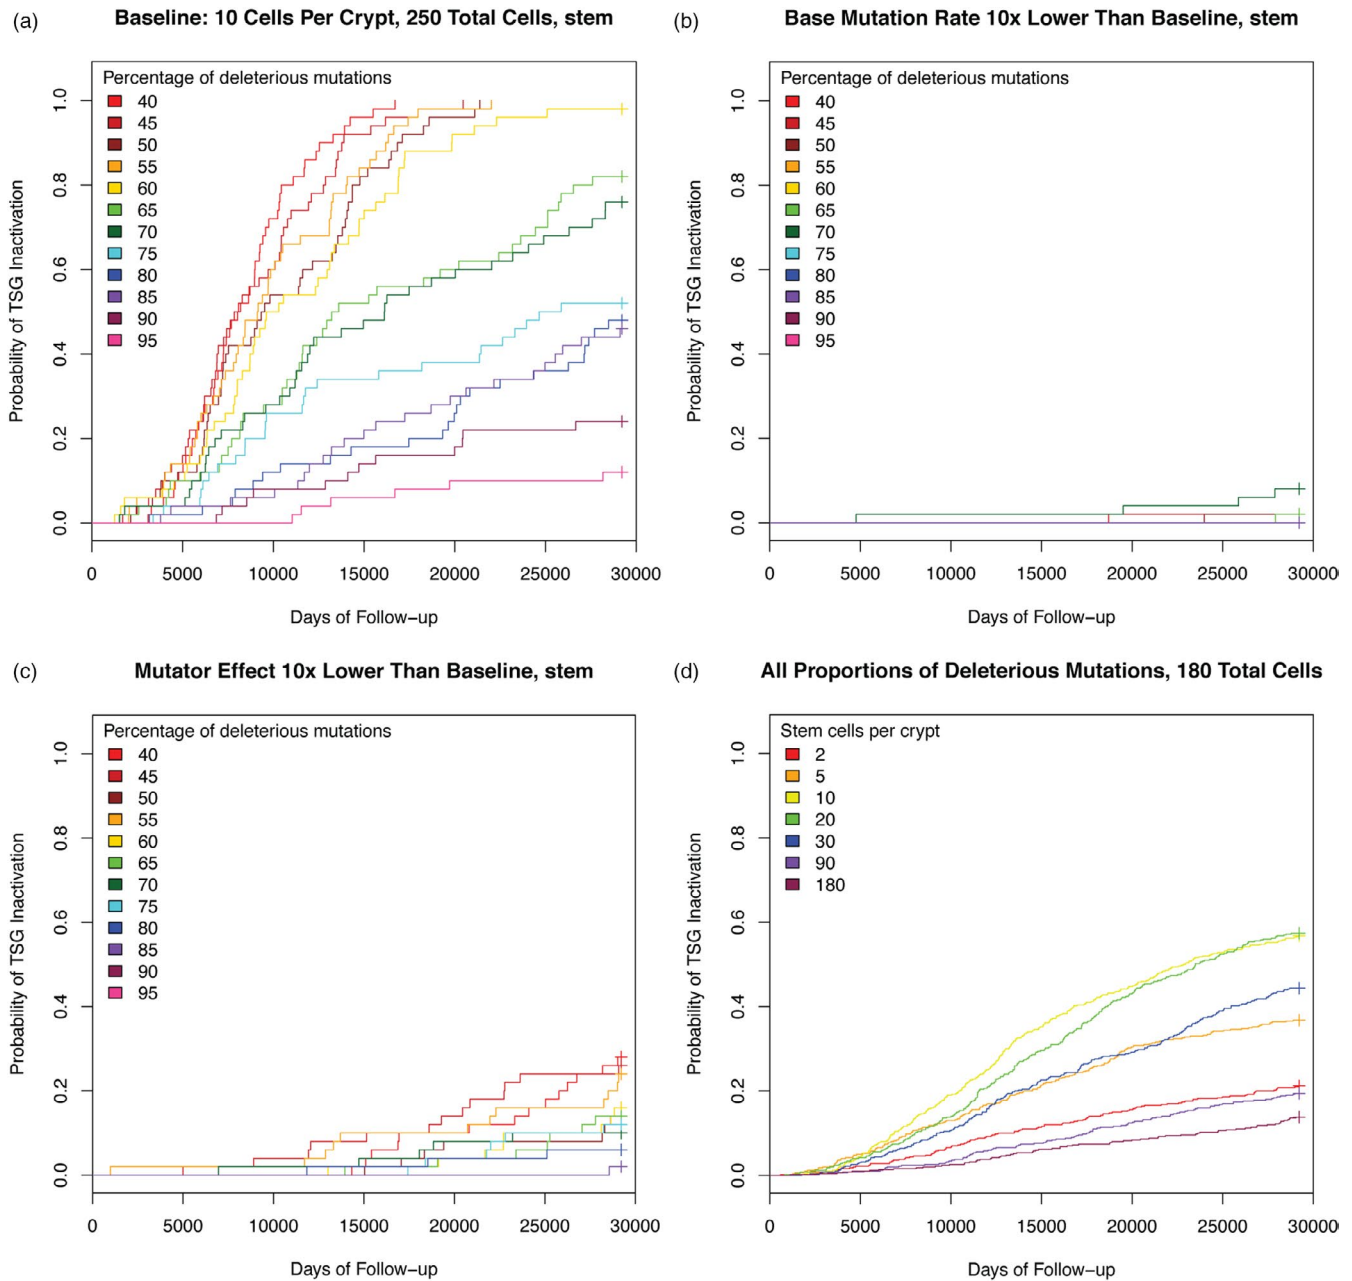 (a)
Baseline: 10 Cells Per Crypt, 250 Total Cells, stem
Percentage of deleterious mutations
40
45
50
55
60
65
70
75
80
85
90
95
Probability of TSG Inactivation
1.0
0.8
0.6
0.4
0.2
0.0
0 5000 10000 15000 20000 25000 30000
Days of Follow-up
(b)
Base Mutation Rate 10x Lower Than Baseline, stem
Percentage of deleterious mutations
40
45
50
55
60
65
70
75
80
85
90
95
Probability of TSG Inactivation
1.0
0.8
0.6
0.4
0.2
0.0
0 5000 10000 15000 20000 25000 30000
Days of Follow-up
(c)
Mutator Effect 10x Lower Than Baseline, stem
Percentage of deleterious mutations
40
45
50
55
60
65
70
75
80
85
90
95
Probability of TSG Inactivation
1.0
0.8
0.6
0.4
0.2
0.0
0 5000 10000 15000 20000 25000 30000
Days of Follow-up
(d)
All Proportions of Deleterious Mutations, 180 Total Cells
Stem cells per crypt
2
5
10
20
30
90
180
Probability of TSG Inactivation
1.0
0.8
0.6
0.4
0.2
0.0
0 5000 10000 15000 20000 25000 30000
Days of Follow-up